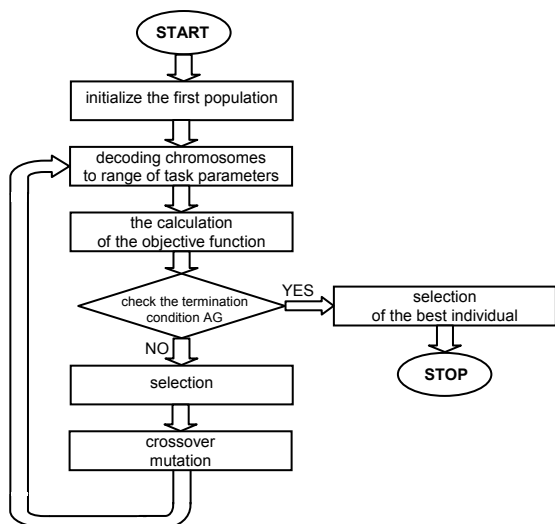 START
initialize the first population
decoding chromosomes
to range of task parameters
the calculation
of the objective function
check the termination
condition AG
YES
selection
of the best individual
STOP
NO
selection
crossover
mutation